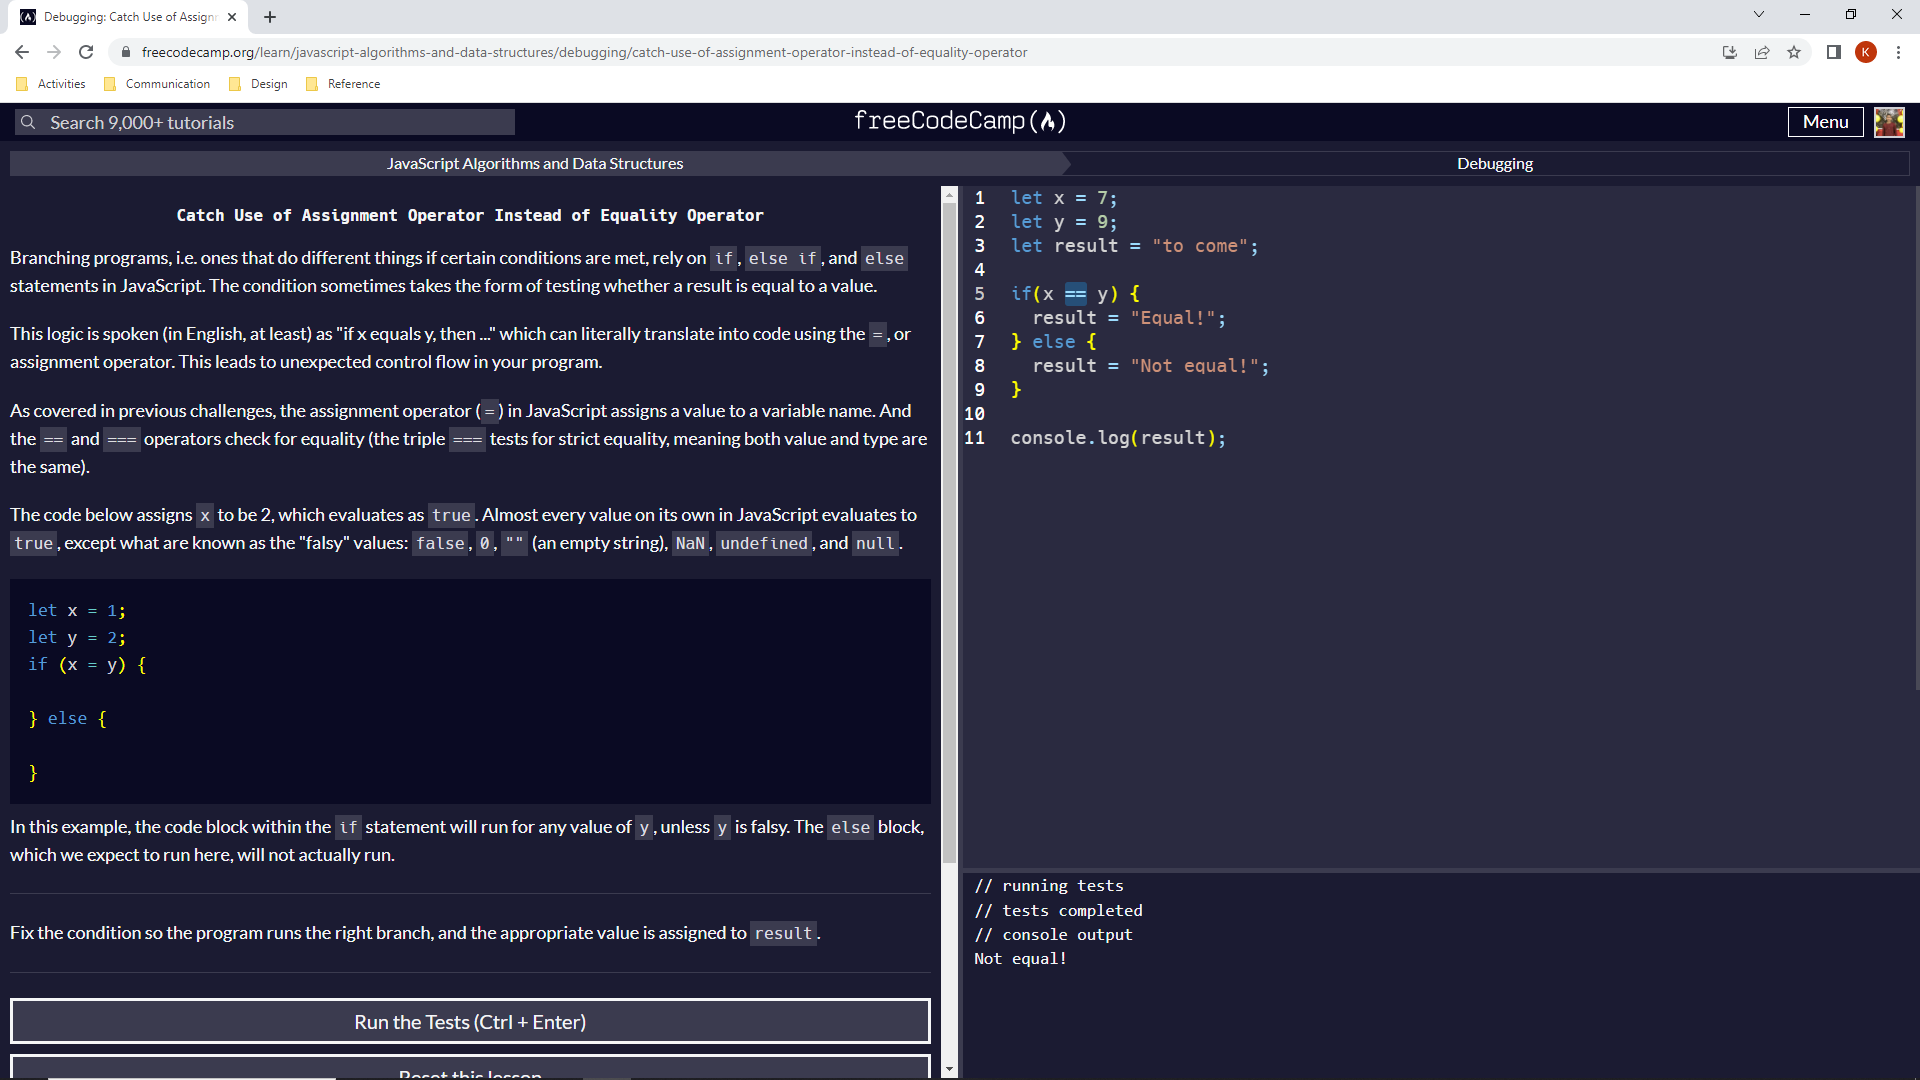 Debugging: Catch Use of Assignm
freecodecamp.org/learn/javascript-algorithms-and-data-structures/debugging/catch-use-of-assignment-operator-instead-of-equality-operator
K
Activities
Communication
Design
Reference
Search 9,000+ tutorials
freeCodeCamp
Menu
JavaScript Algorithms and Data Structures
Debugging
Catch Use of Assignment Operator Instead of Equality Operator
Branching programs, i.e. ones that do different things if certain conditions are met, rely on if, else if, and else
statements in JavaScript. The condition sometimes takes the form of testing whether a result is equal to a value.
This logic is spoken (in English, at least) as "if x equals y, then ..." which can literally translate into code using the =, or
assignment operator. This leads to unexpected control flow in your program.
As covered in previous challenges, the assignment operator (=) in JavaScript assigns a value to a variable name. And
the == and === operators check for equality (the triple === tests for strict equality, meaning both value and type are
the same).
The code below assigns x to be 2, which evaluates as true. Almost every value on its own in JavaScript evaluates to
true, except what are known as the "falsy" values: false, 0, "" (an empty string), NaN, undefined, and null.
let x = 1;
let y = 2;
if (x = y) {
} else {
}
In this example, the code block within the if statement will run for any value of y, unless y is falsy. The else block,
which we expect to run here, will not actually run.
Fix the condition so the program runs the right branch, and the appropriate value is assigned to result.
Run the Tests (Ctrl + Enter)
Reset this lesson
1 let x = 7;
2 let y = 9;
3 let result = "to come";
4
5 if(x == y) {
6 result = "Equal!";
7 } else {
8 result = "Not equal!";
9 }
10
11 console.log(result);
// running tests
// tests completed
// console output
Not equal!